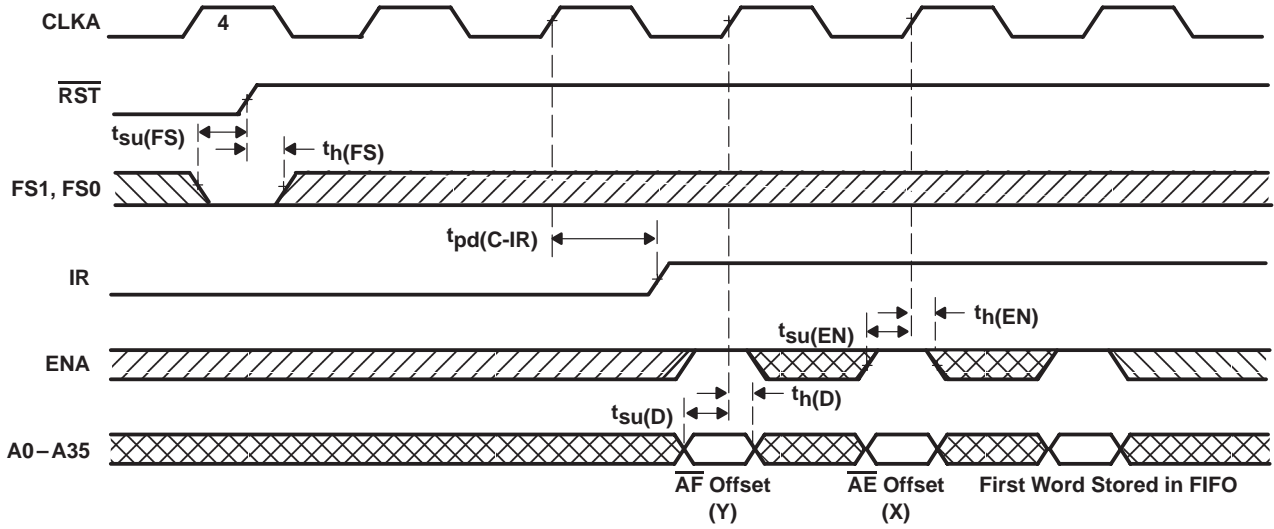 CLKA
4
RST
tsu(FS)
th(FS)
FS1, FS0
tpd(C-IR)
IR
th(EN)
tsu(EN)
ENA
tsu(D)
th(D)
A0–A35
AF Offset
(Y)
AE Offset
(X)
First Word Stored in FIFO